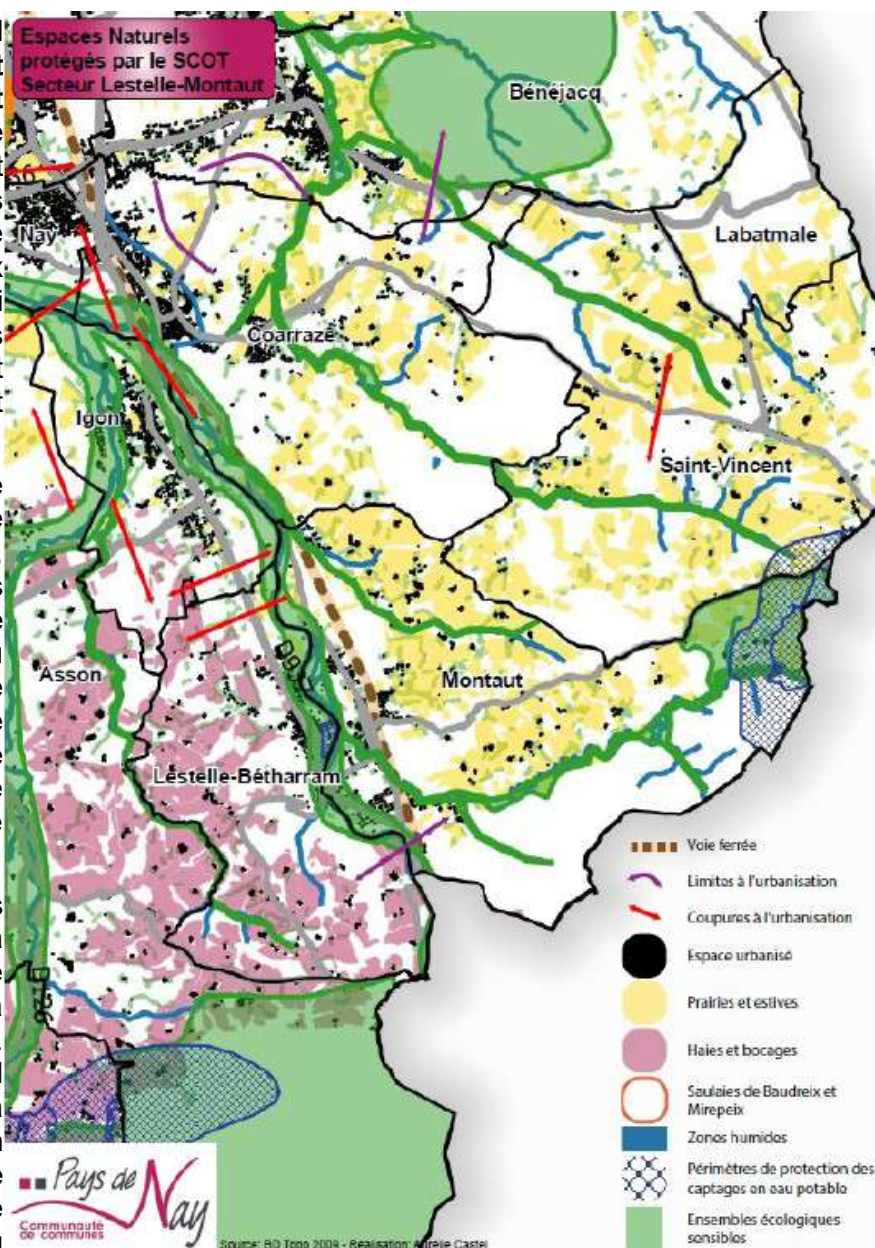 Espaces Naturels
protégés par le SCOT
Secteur Lestelle-Montaut
Bénéjacq
Nay
Labatmale
Coarraze
Igon
Saint-Vincent
Asson
Montaut
Lestelle-Bétharram
Voie ferrée
Limites à l'urbanisation
Coupures à l'urbanisation
Espace urbanisé
Prairies et estives
Haies et bocages
Saulaies de Baudreix et
Mirepeix
Zones humides
Périmètres de protection des
captages en eau potable
Ensembles écologiques
sensibles
Pays de Nay
Communauté
de communes
Source: BD Topo 2009 - Réalisation: Aurélie Castel